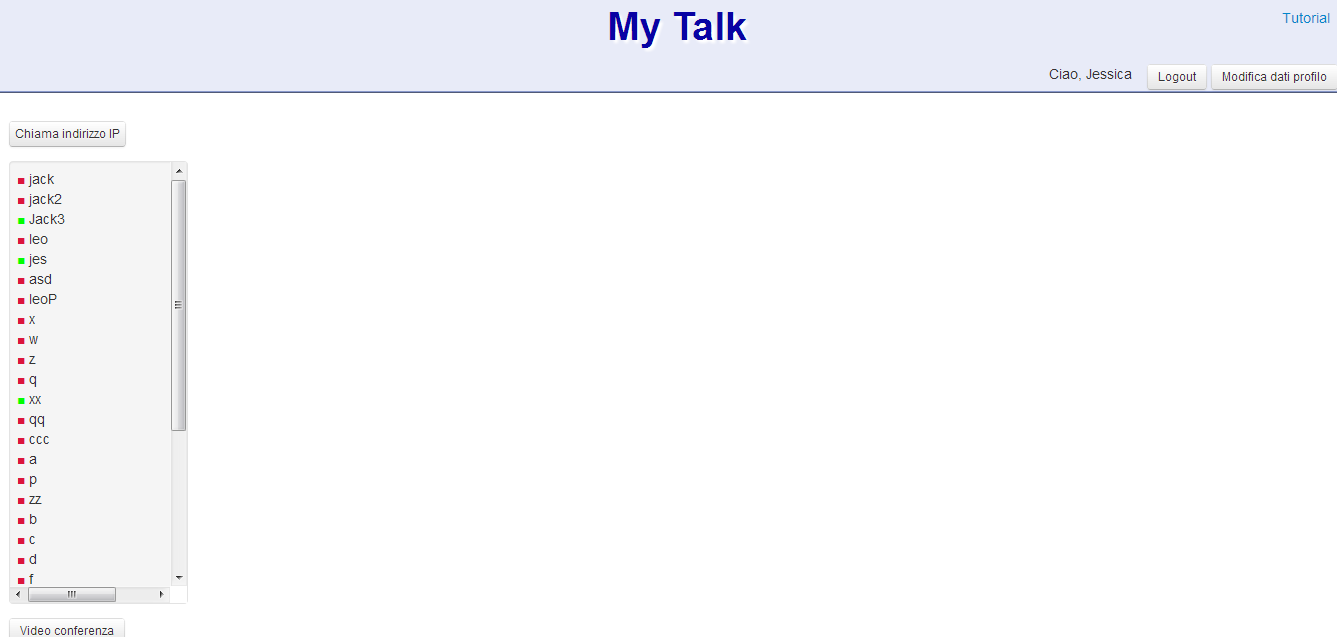 My Talk
Tutorial
Ciao, Jessica
Logout
Modifica dati profilo
Chiama indirizzo IP
jack
jack2
Jack3
leo
jes
asd
leoP
x
w
z
q
xx
qq
ccc
a
p
zz
b
c
d
f
Video conferenza